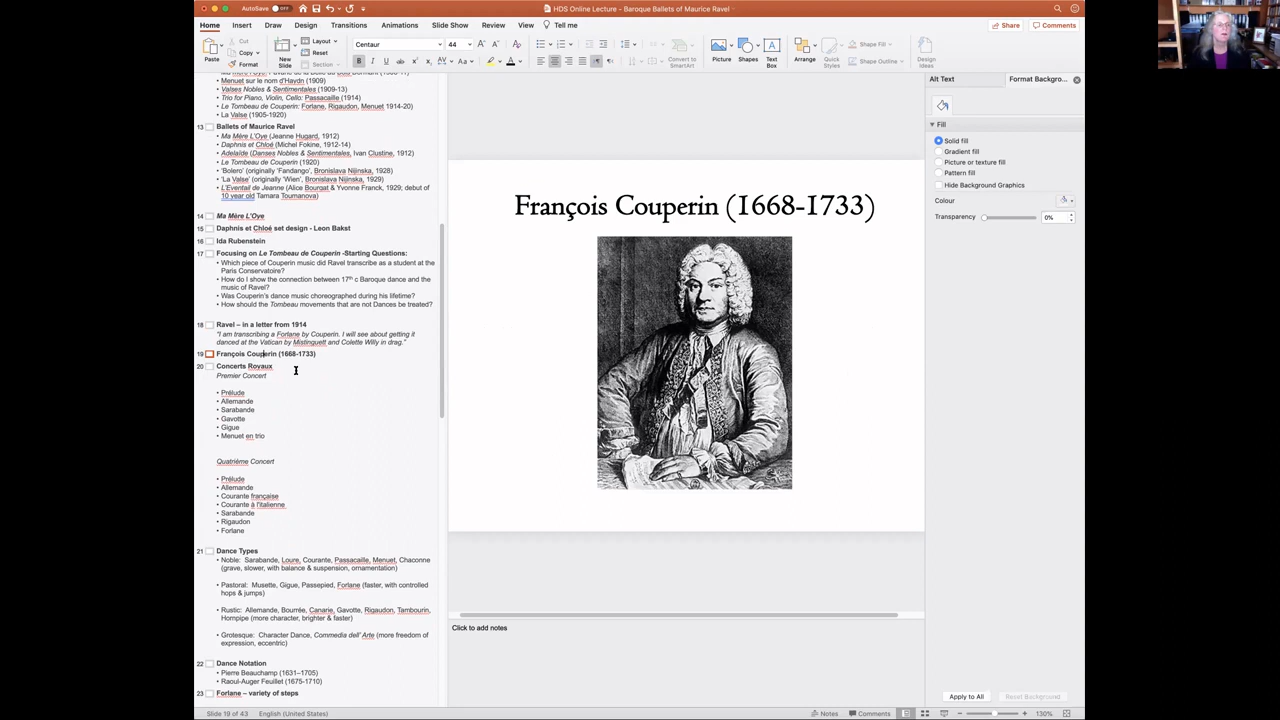 AutoSave
OFF
HDS Online Lecture - Baroque Ballets of Maurice Ravel
Home Insert Draw Design Transitions Animations Slide Show Review View Tell me
Share Comments
Paste
Cut
Copy
Format
New
Slide
Layout
Reset
Section
Centaur
44
Convert to
SmartArt
Picture
Shapes
Text
Box
Arrange
Quick
Styles
Shape Fill
Shape Outline
Design
Ideas
• Menuet sur le nom d'Haydn (1909)
• Valses Nobles & Sentimentales (1909-13)
• Trio for Piano, Violin, Cello: Passacaille (1914)
• Le Tombeau de Couperin: Forlane, Rigaudon, Menuet 1914-20)
• La Valse (1905-1920)
13 Ballets of Maurice Ravel
• Ma Mère L'Oye (Jeanne Hugard, 1912)
• Daphnis et Chloé (Michel Fokine, 1912-14)
• Adelaïde (Danses Nobles & Sentimentales, Ivan Clustine, 1912)
• Le Tombeau de Couperin (1920)
• 'Bolero' (originally 'Fandango', Bronislava Nijinska, 1928)
• 'La Valse' (originally 'Wien', Bronislava Nijinska, 1929)
• L'Eventail de Jeanne (Alice Bourgat & Yvonne Franck, 1929; debut of
10 year old Tamara Toumanova)
14 Ma Mère L'Oye
15 Daphnis et Chloé set design - Leon Bakst
16 Ida Rubenstein
17 Focusing on Le Tombeau de Couperin -Starting Questions:
• Which piece of Couperin music did Ravel transcribe as a student at the
Paris Conservatoire?
• How do I show the connection between 17th c Baroque dance and the
music of Ravel?
• Was Couperin's dance music choreographed during his lifetime?
• How should the Tombeau movements that are not Dances be treated?
18 Ravel – in a letter from 1914
"I am transcribing a Forlane by Couperin. I will see about getting it
danced at the Vatican by Mistinguett and Colette Willy in drag."
19 François Couperin (1668-1733)
20 Concerts Royaux
Premier Concert
• Prélude
• Allemande
• Sarabande
• Gavotte
• Gigue
• Menuet en trio
Quatrième Concert
• Prélude
• Allemande
• Courante française
• Courante à l'italienne
• Sarabande
• Rigaudon
• Forlane
21 Dance Types
• Noble: Sarabande, Loure, Courante, Passacaille, Menuet, Chaconne
(grave, slower, with balance & suspension, ornamentation)
• Pastoral: Musette, Gigue, Passepied, Forlane (faster, with controlled
hops & jumps)
• Rustic: Allemande, Bourrée, Canarie, Gavotte, Rigaudon, Tambourin,
Hornpipe (more character, brighter & faster)
• Grotesque: Character Dance, Commedia dell' Arte (more freedom of
expression, eccentric)
22 Dance Notation
• Pierre Beauchamp (1631–1705)
• Raoul-Auger Feuillet (1675-1710)
23 Forlane – variety of steps
François Couperin (1668-1733)
Click to add notes
Alt Text
Format Backgro...
Fill
Solid fill
Gradient fill
Picture or texture fill
Pattern fill
Hide Background Graphics
Colour
Transparency
0%
Apply to All
Reset Background
Slide 19 of 43
English (United States)
Notes
Comments
130%